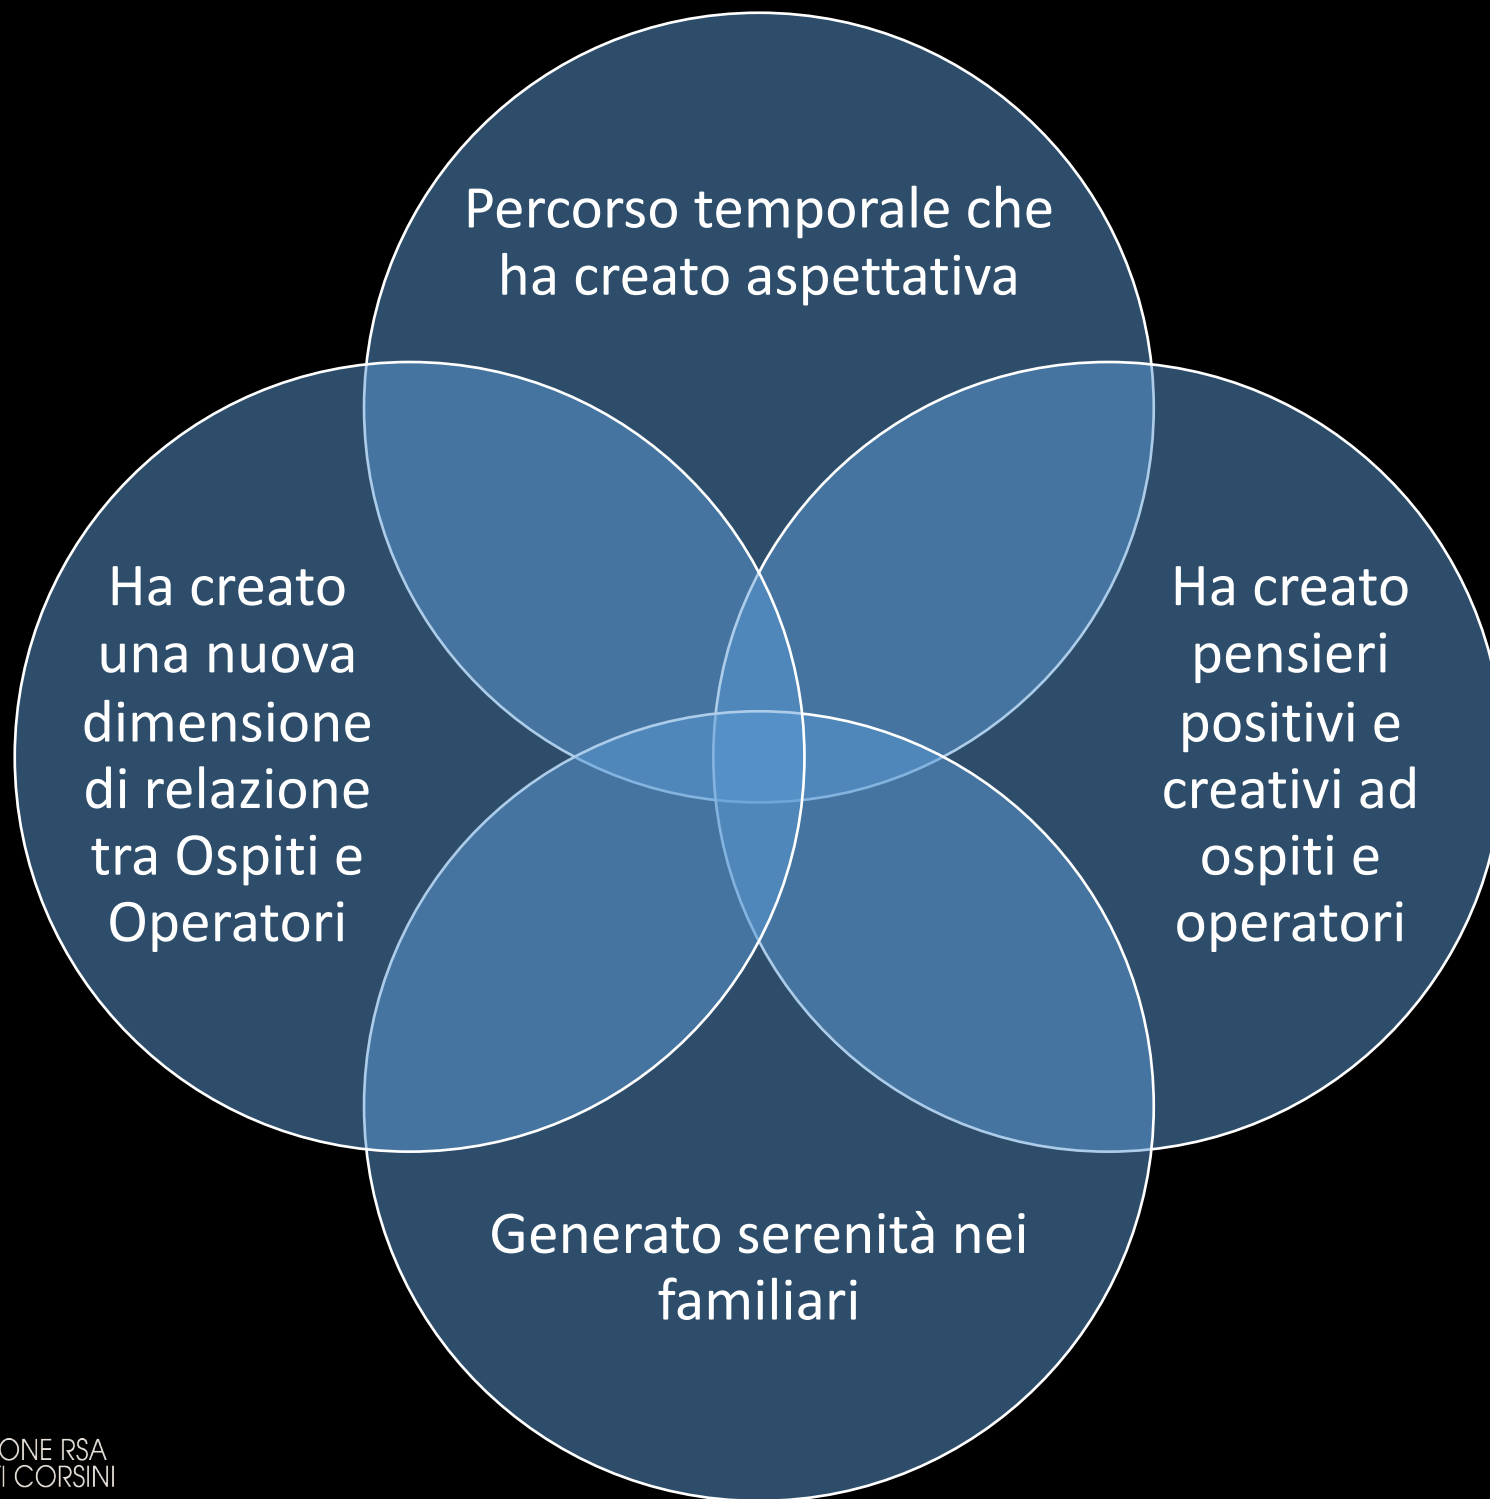 Percorso temporale che
ha creato aspettativa
Ha creato
una nuova
dimensione
di relazione
tra Ospiti e
Operatori
Ha creato
pensieri
positivi e
creativi ad
ospiti e
operatori
Generato serenità nei
familiari
RSA
CORSINI